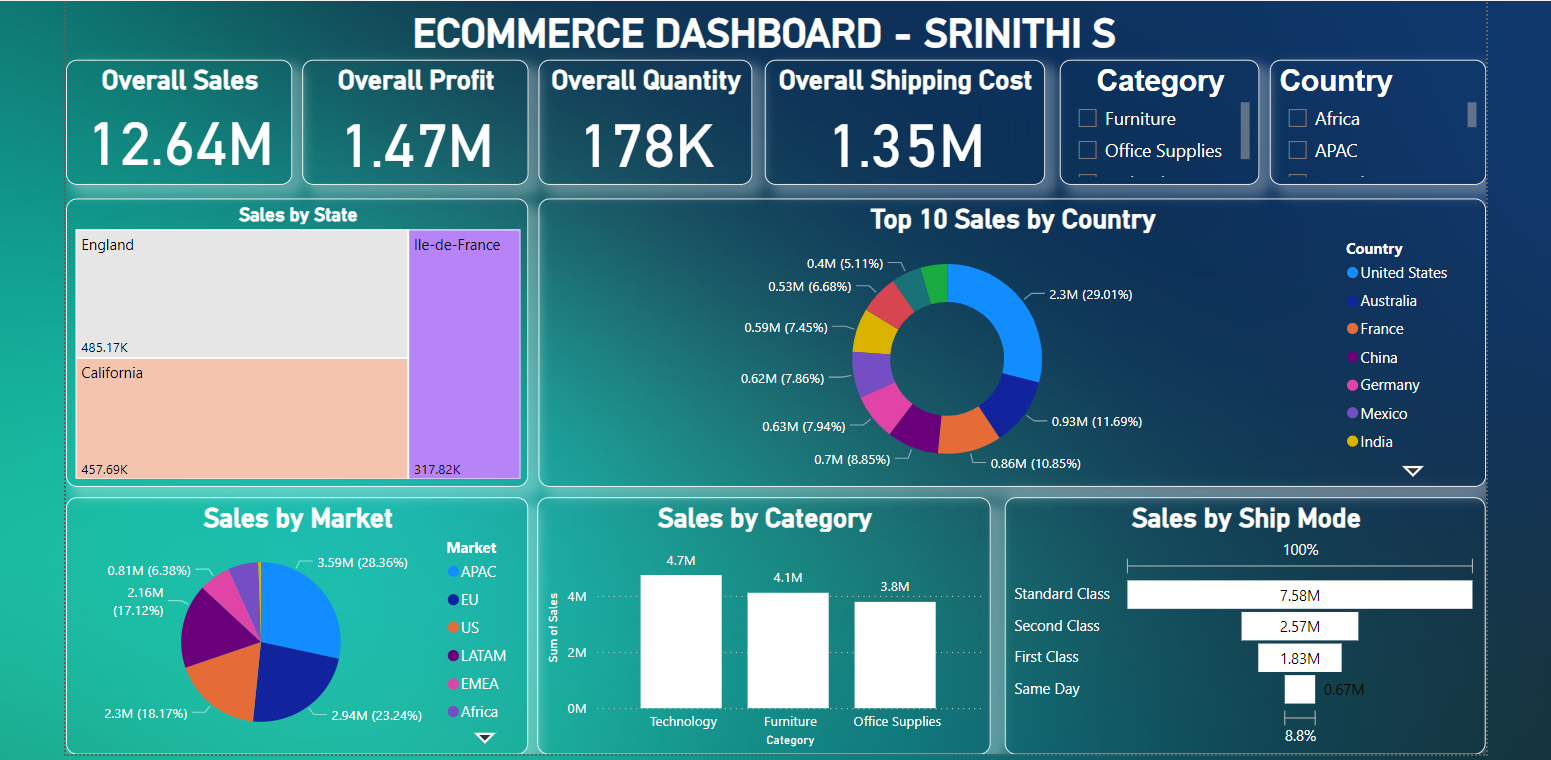 ECOMMERCE DASHBOARD - SRINITHI S
Overall Sales
12.64M
Overall Profit
1.47M
Overall Quantity
178K
Overall Shipping Cost
1.35M
Category
Furniture
Office Supplies
Country
Africa
APAC
Sales by State
England
485.17K
California
457.69K
Ile-de-France
317.82K
Top 10 Sales by Country
2.3M (29.01%)
0.93M (11.69%)
0.86M (10.85%)
0.7M (8.85%)
0.63M (7.94%)
0.62M (7.86%)
0.59M (7.45%)
0.53M (6.68%)
0.4M (5.11%)
Country
United States
Australia
France
China
Germany
Mexico
India
Sales by Market
3.59M (28.36%)
2.94M (23.24%)
2.3M (18.17%)
2.16M
(17.12%)
0.81M (6.38%)
Market
APAC
EU
US
LATAM
EMEA
Africa
Sales by Category
Sum of Sales
4M
2M
0M
4.7M
4.1M
3.8M
Technology
Furniture
Office Supplies
Category
Sales by Ship Mode
100%
Standard Class 7.58M
Second Class 2.57M
First Class 1.83M
Same Day 0.67M
8.8%